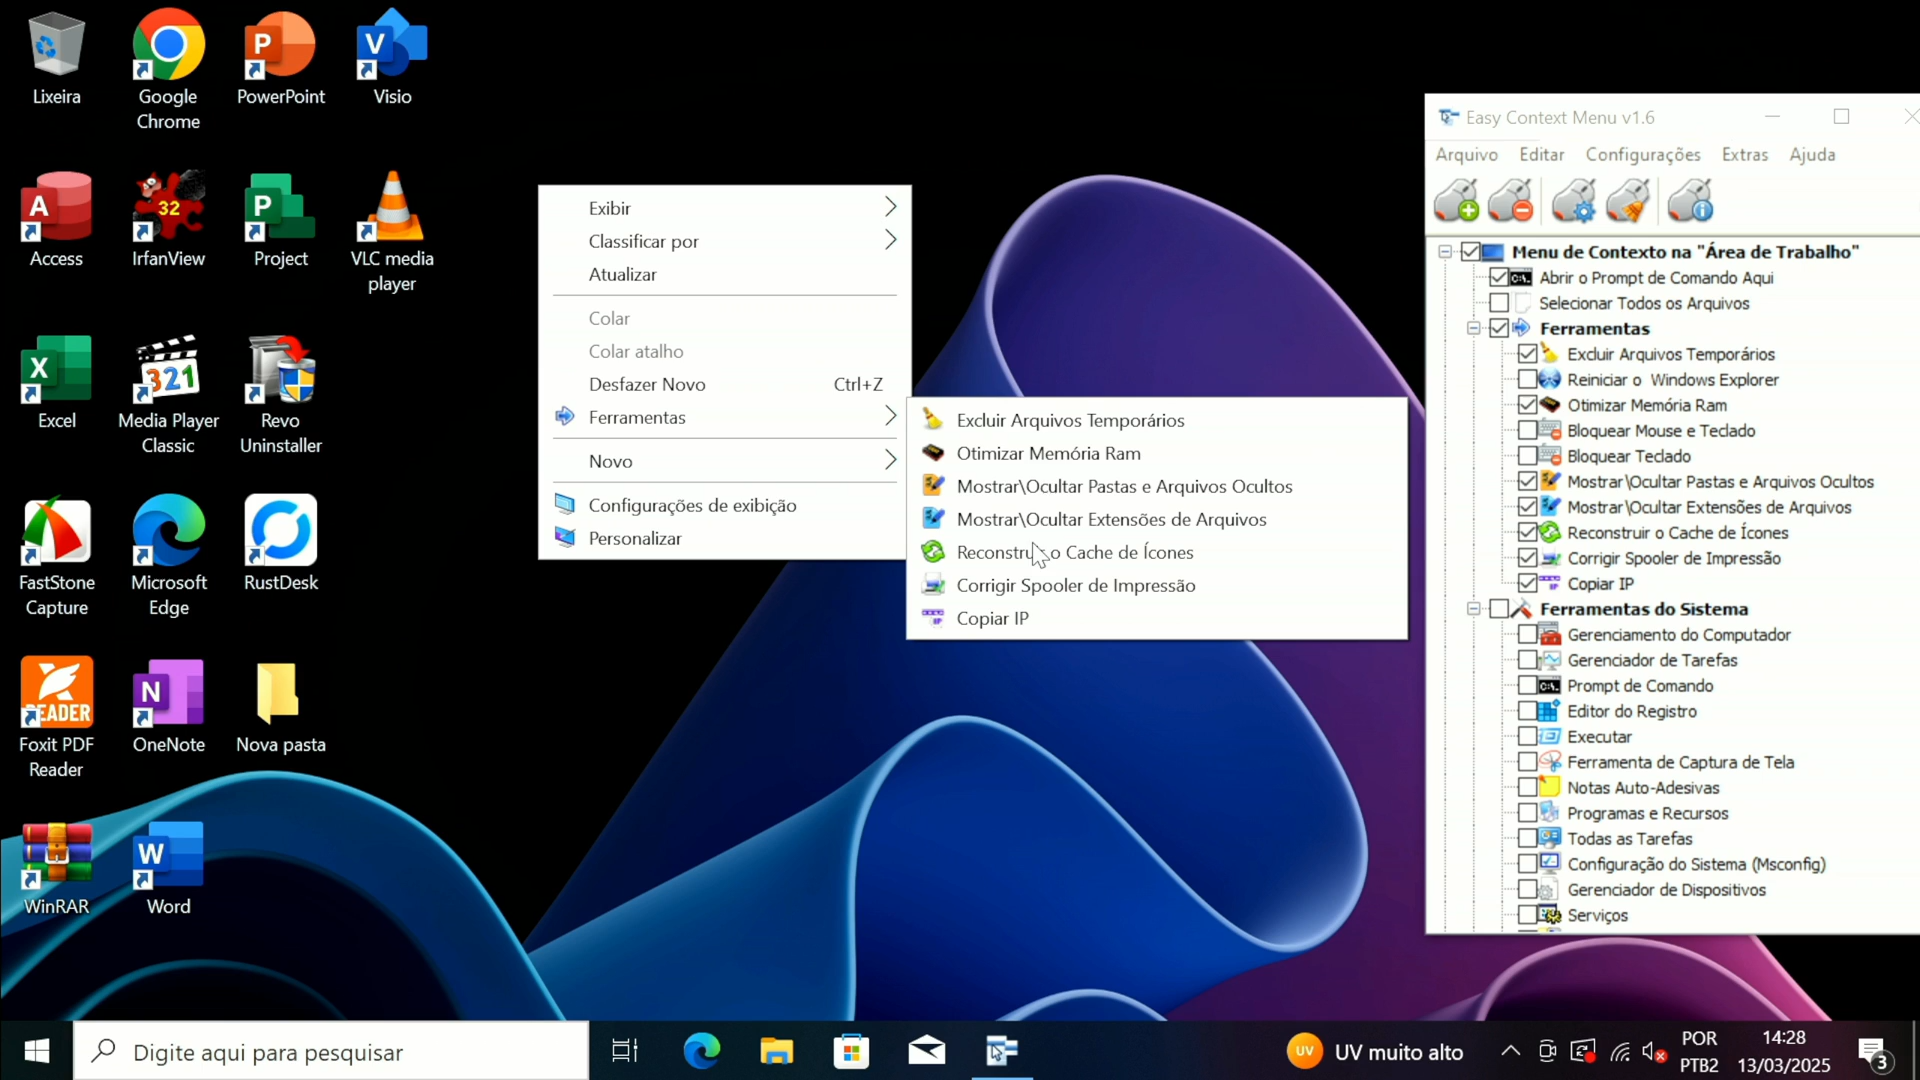 Lixeira
Google
Chrome
PowerPoint
Visio
Access
IrfanView
Project
VLC media
player
Excel
Media Player
Classic
Revo
Uninstaller
FastStone
Capture
Microsoft
Edge
RustDesk
Foxit PDF
Reader
OneNote
Nova pasta
WinRAR
Word
P
V
A
32
P
X
321
READER
N
W
Exibir
Classificar por
Atualizar
Colar
Colar atalho
Desfazer Novo Ctrl+Z
Ferramentas
Novo
Configurações de exibição
Personalizar
Excluir Arquivos Temporários
Otimizar Memória Ram
Mostrar\Ocultar Pastas e Arquivos Ocultos
Mostrar\Ocultar Extensões de Arquivos
Reconstruir o Cache de Ícones
Corrigir Spooler de Impressão
Copiar IP
Easy Context Menu v1.6
Arquivo Editar Configurações Extras Ajuda
Menu de Contexto na "Área de Trabalho"
Abrir o Prompt de Comando Aqui
Selecionar Todos os Arquivos
Ferramentas
Excluir Arquivos Temporários
Reiniciar o Windows Explorer
Otimizar Memória Ram
Bloquear Mouse e Teclado
Bloquear Teclado
Mostrar\Ocultar Pastas e Arquivos Ocultos
Mostrar\Ocultar Extensões de Arquivos
Reconstruir o Cache de Ícones
Corrigir Spooler de Impressão
Copiar IP
Ferramentas do Sistema
Gerenciamento do Computador
Gerenciador de Tarefas
Prompt de Comando
Editor do Registro
Executar
Ferramenta de Captura de Tela
Notas Auto-Adesivas
Programas e Recursos
Todas as Tarefas
Configuração do Sistema (Msconfig)
Gerenciador de Dispositivos
Serviços
Digite aqui para pesquisar
UV
UV muito alto
POR
PTB2
14:28
13/03/2025
3